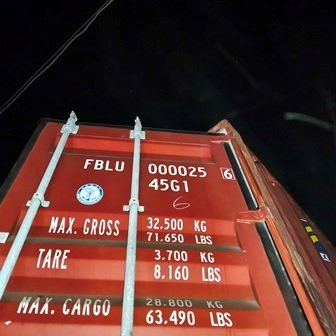 FBLU 000025 6
45G1
6
MAX. GROSS 32.500 KG
71.650 LBS
TARE 3.700 KG
8.160 LBS
MAX. CARGO 28.800 KG
63.490 LBS